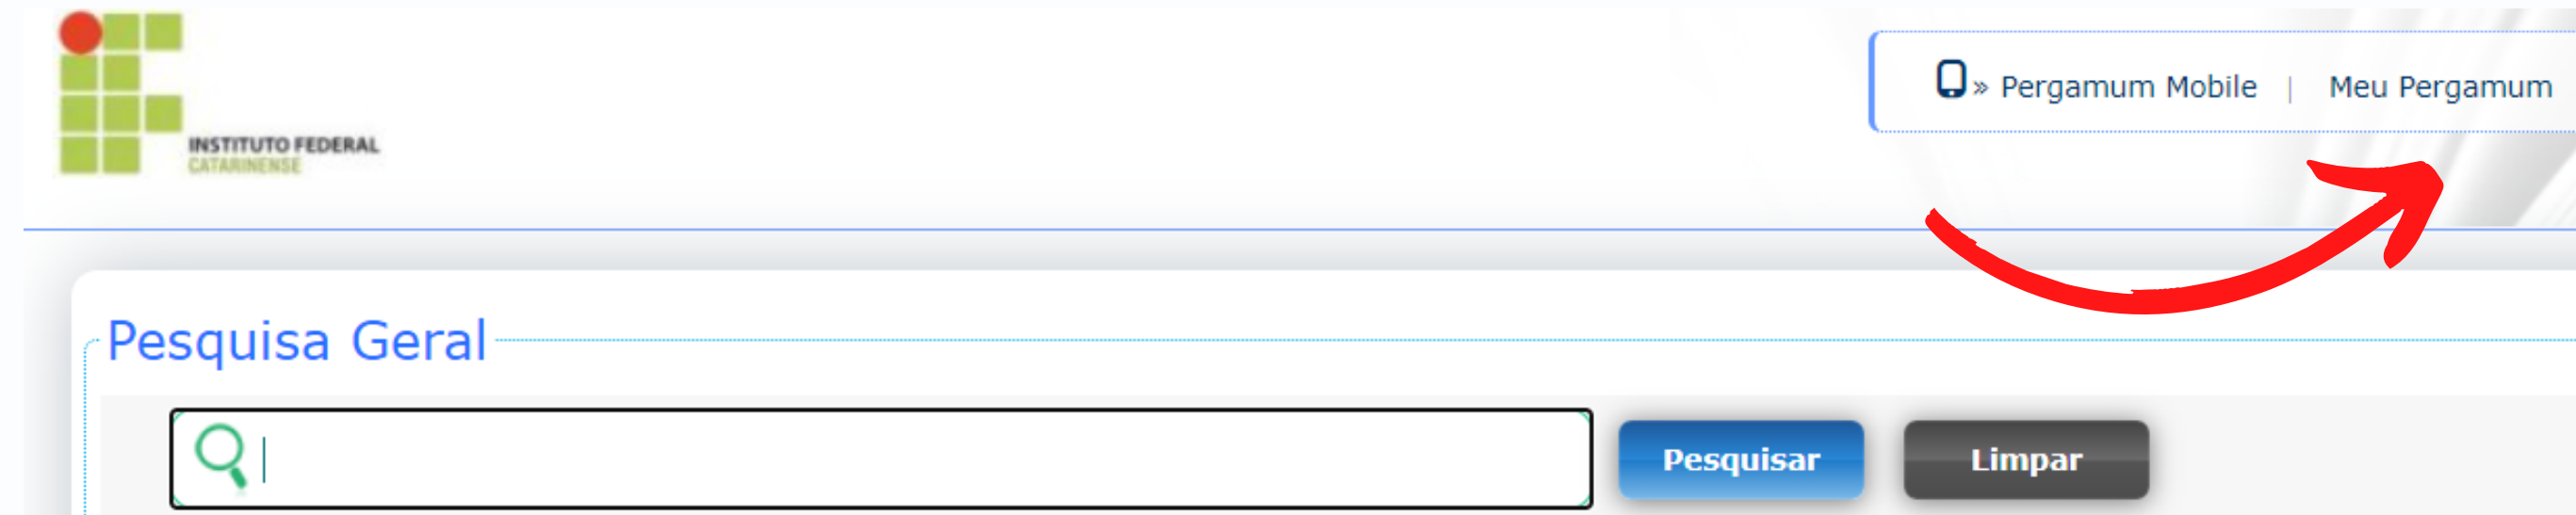 INSTITUTO FEDERAL
CATARINENSE
» Pergamum Mobile | Meu Pergamum
Pesquisa Geral
Pesquisar
Limpar